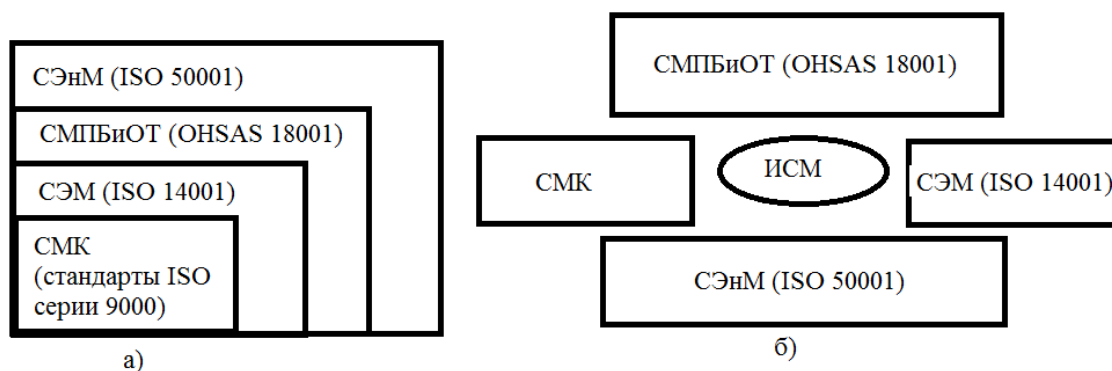 СЭнМ (ISO 50001)
СМПБиОТ (OHSAS 18001)
СЭМ (ISO 14001)
СМК
(стандарты ISO
серии 9000)
а)
СМПБиОТ (OHSAS 18001)
СМК
ИСМ
СЭМ (ISO 14001)
СЭнМ (ISO 50001)
б)